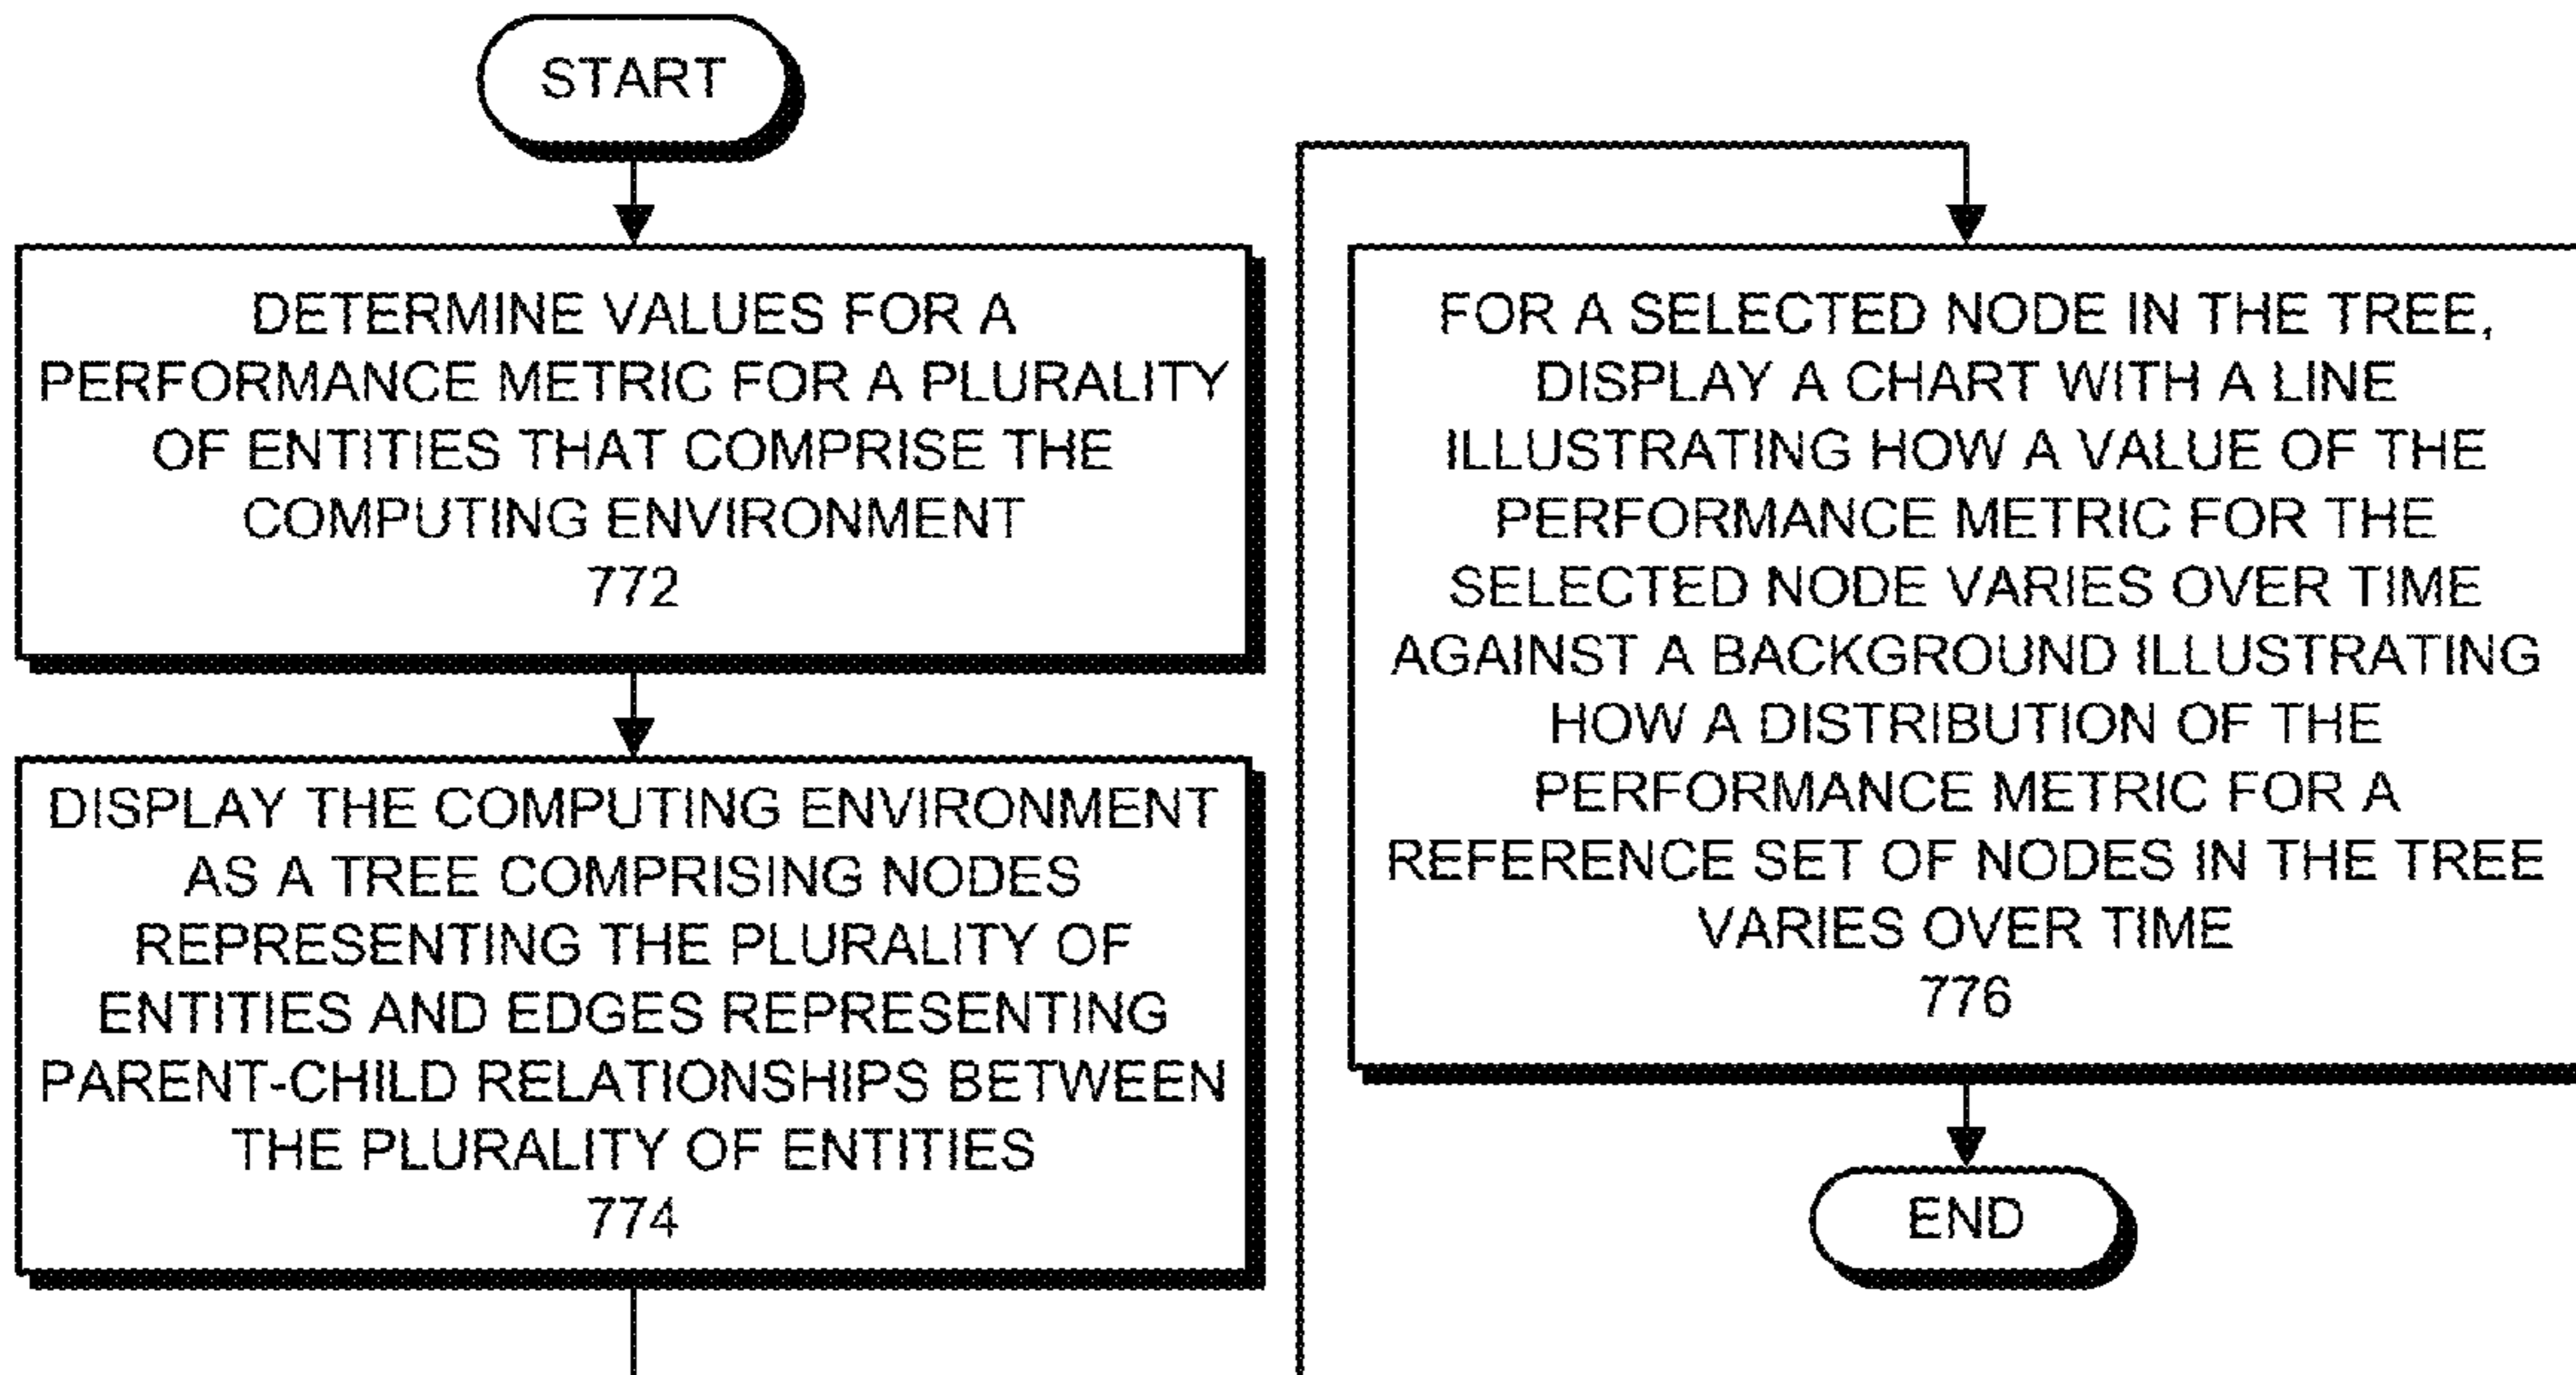 START
DETERMINE VALUES FOR A
PERFORMANCE METRIC FOR A PLURALITY
OF ENTITIES THAT COMPRISE THE
COMPUTING ENVIRONMENT
772
DISPLAY THE COMPUTING ENVIRONMENT
AS A TREE COMPRISING NODES
REPRESENTING THE PLURALITY OF
ENTITIES AND EDGES REPRESENTING
PARENT-CHILD RELATIONSHIPS BETWEEN
THE PLURALITY OF ENTITIES
774
FOR A SELECTED NODE IN THE TREE,
DISPLAY A CHART WITH A LINE
ILLUSTRATING HOW A VALUE OF THE
PERFORMANCE METRIC FOR THE
SELECTED NODE VARIES OVER TIME
AGAINST A BACKGROUND ILLUSTRATING
HOW A DISTRIBUTION OF THE
PERFORMANCE METRIC FOR A
REFERENCE SET OF NODES IN THE TREE
VARIES OVER TIME
776
END